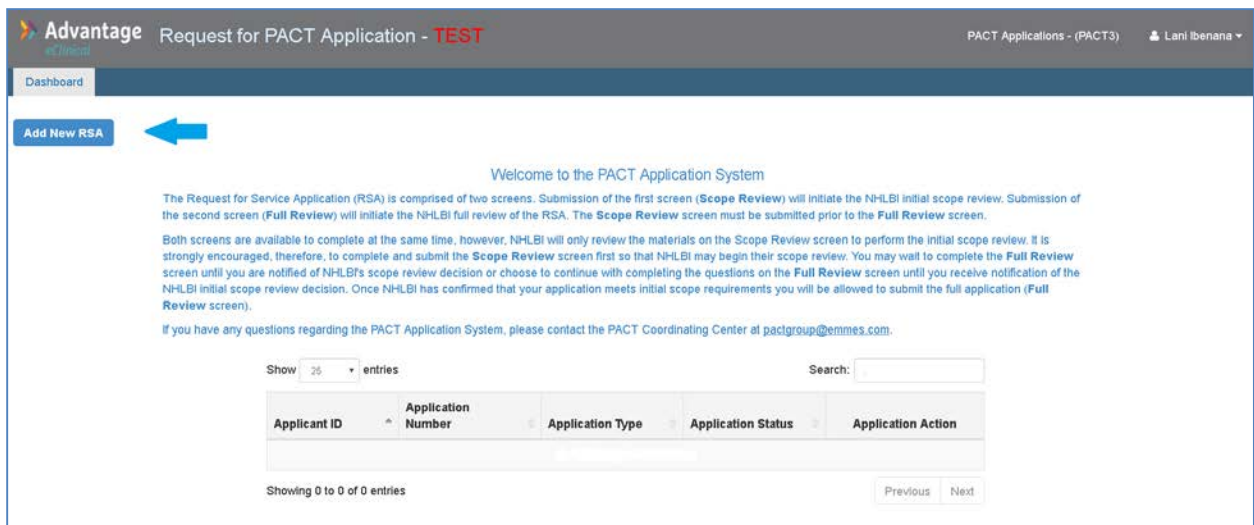 Advantage
eClinical
Request for PACT Application - TEST
PACT Applications - (PACT3)
Lani Ibenana
Dashboard
Add New RSA
Welcome to the PACT Application System
The Request for Service Application (RSA) is comprised of two screens. Submission of the first screen (Scope Review) will initiate the NHLBI initial scope review. Submission of
the second screen (Full Review) will initiate the NHLBI full review of the RSA. The Scope Review screen must be submitted prior to the Full Review screen.
Both screens are available to complete at the same time, however, NHLBI will only review the materials on the Scope Review screen to perform the initial scope review. It is
strongly encouraged, therefore, to complete and submit the Scope Review screen first so that NHLBI may begin their scope review. You may wait to complete the Full Review
screen until you are notified of NHLBI's scope review decision or choose to continue with completing the questions on the Full Review screen until you receive notification of the
NHLBI initial scope review decision. Once NHLBI has confirmed that your application meets initial scope requirements you will be allowed to submit the full application (Full
Review screen).
If you have any questions regarding the PACT Application System, please contact the PACT Coordinating Center at pactgroup@emmes.com.
Show 25 entries
Search:
Applicant ID
Application
Number
Application Type
Application Status
Application Action
Showing 0 to 0 of 0 entries
Previous
Next